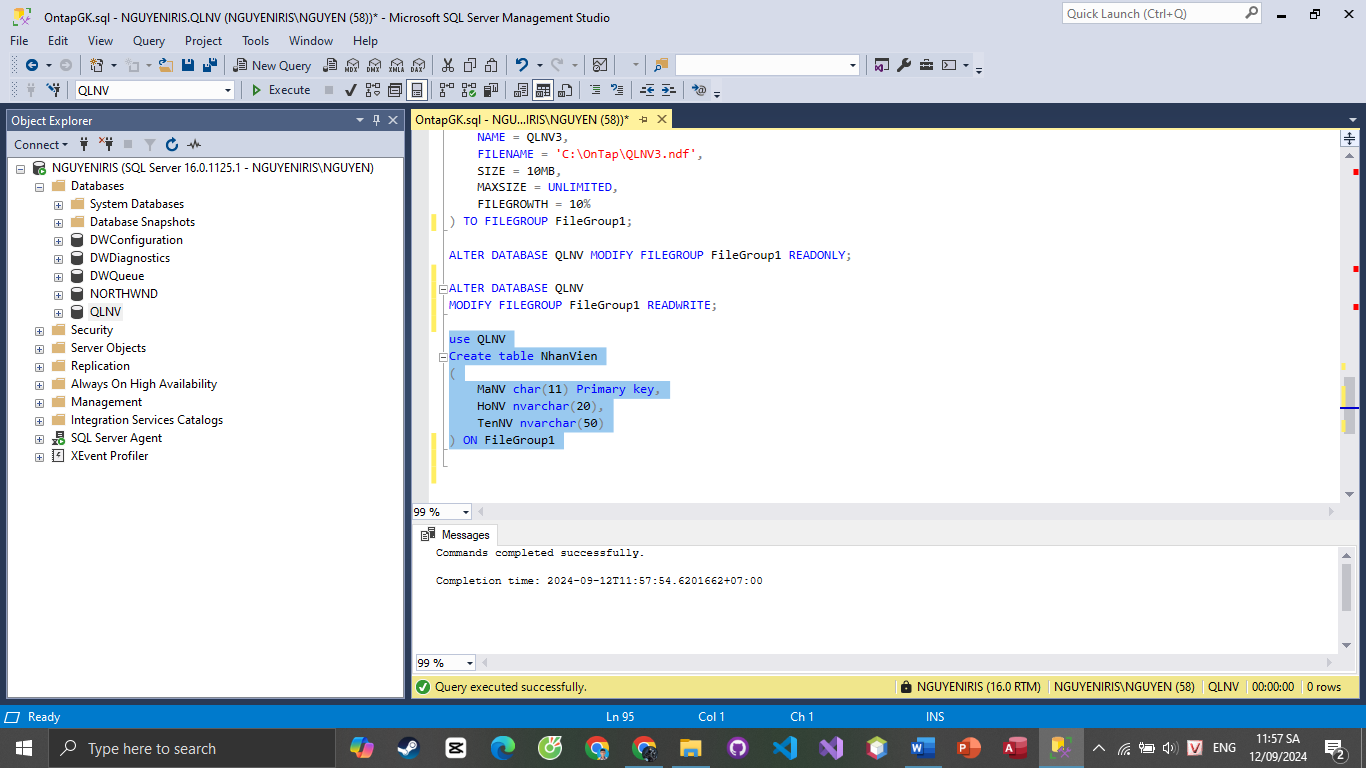 OntapGK.sql - NGUYENIRIS.QLNV (NGUYENIRIS\NGUYEN (58))* - Microsoft SQL Server Management Studio
Quick Launch (Ctrl+Q)
File Edit View Query Project Tools Window Help
New Query MDX DMX XMLA DAX
QLNV Execute
Object Explorer
Connect
NGUYENIRIS (SQL Server 16.0.1125.1 - NGUYENIRIS\NGUYEN)
Databases
System Databases
Database Snapshots
DWConfiguration
DWDiagnostics
DWQueue
NORTHWND
QLNV
Security
Server Objects
Replication
Always On High Availability
Management
Integration Services Catalogs
SQL Server Agent
XEvent Profiler
OntapGK.sql - NGU...IRIS\NGUYEN (58))*
NAME = QLNV3,
FILENAME = 'C:\OnTap\QLNV3.ndf',
SIZE = 10MB,
MAXSIZE = UNLIMITED,
FILEGROWTH = 10%
) TO FILEGROUP FileGroup1;
ALTER DATABASE QLNV MODIFY FILEGROUP FileGroup1 READONLY;
ALTER DATABASE QLNV
MODIFY FILEGROUP FileGroup1 READWRITE;
use QLNV
Create table NhanVien
(
MaNV char(11) Primary key,
HoNV nvarchar(20),
TenNV nvarchar(50)
) ON FileGroup1
99 %
Messages
Commands completed successfully.
Completion time: 2024-09-12T11:57:54.6201662+07:00
99 %
Query executed successfully. NGUYENIRIS (16.0 RTM) NGUYENIRIS\NGUYEN (58) QLNV 00:00:00 0 rows
Ready Ln 95 Col 1 Ch 1 INS
Type here to search
ENG
11:57 SA
12/09/2024
2